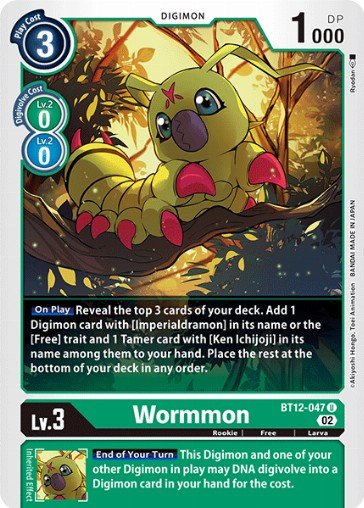 Play Cost
3
DIGIMON
1000
DP
Digivolve Cost
Lv.2
0
Lv.2
0
Ryodan
©Akiyoshi Hongo, Toei Animation BANDAI MADE IN JAPAN
On Play Reveal the top 3 cards of your deck. Add 1
Digimon card with [Imperialdramon] in its name or the
[Free] trait and 1 Tamer card with [Ken Ichijoji] in its
name among them to your hand. Place the rest at the
bottom of your deck in any order.
BT12-047 U
Lv.3
Wormmon
02
Rookie | Free | Larva
Inherited Effect
End of Your Turn This Digimon and one of your
other Digimon in play may DNA digivolve into a
Digimon card in your hand for the cost.